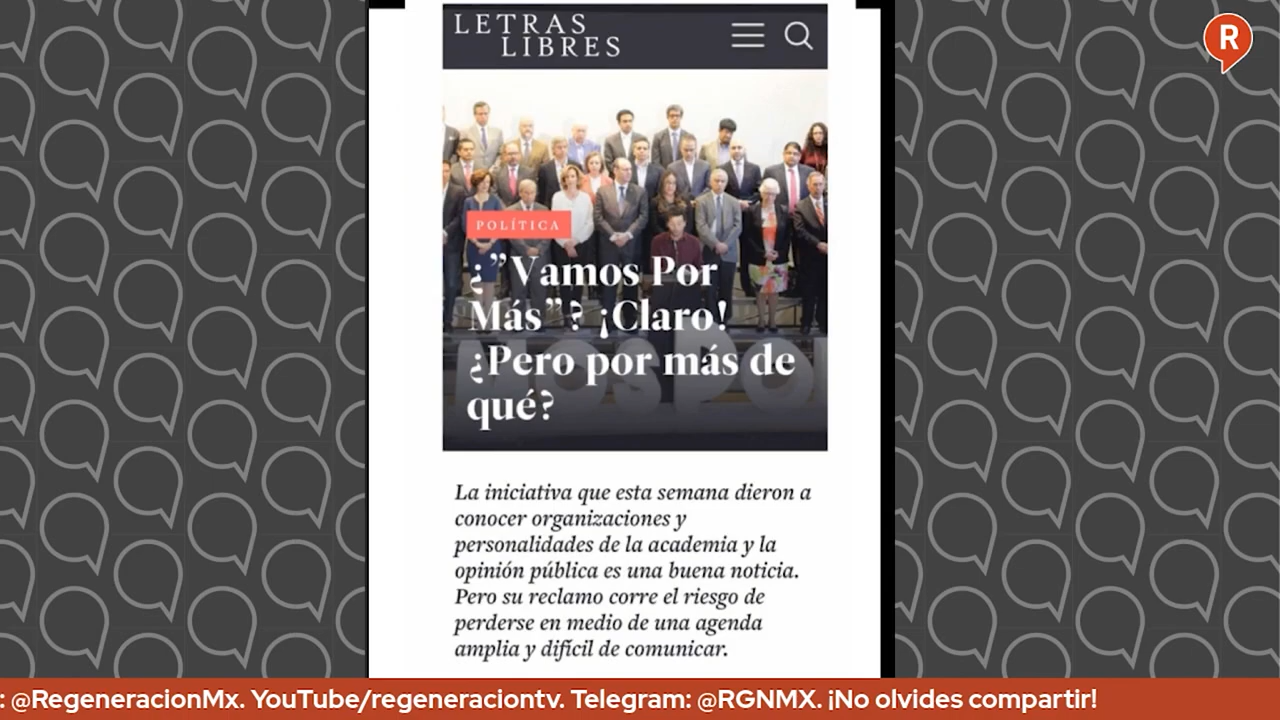 LETRAS
LIBRES
R
POLÍTICA
¿”Vamos Por
Más”? ¡Claro!
¿Pero por más de
qué?
La iniciativa que esta semana dieron a
conocer organizaciones y
personalidades de la academia y la
opinión pública es una buena noticia.
Pero su reclamo corre el riesgo de
perderse en medio de una agenda
amplia y difícil de comunicar.
: @RegeneracionMx. YouTube/regeneraciontv. Telegram: @RGNMX. ¡No olvides compartir!